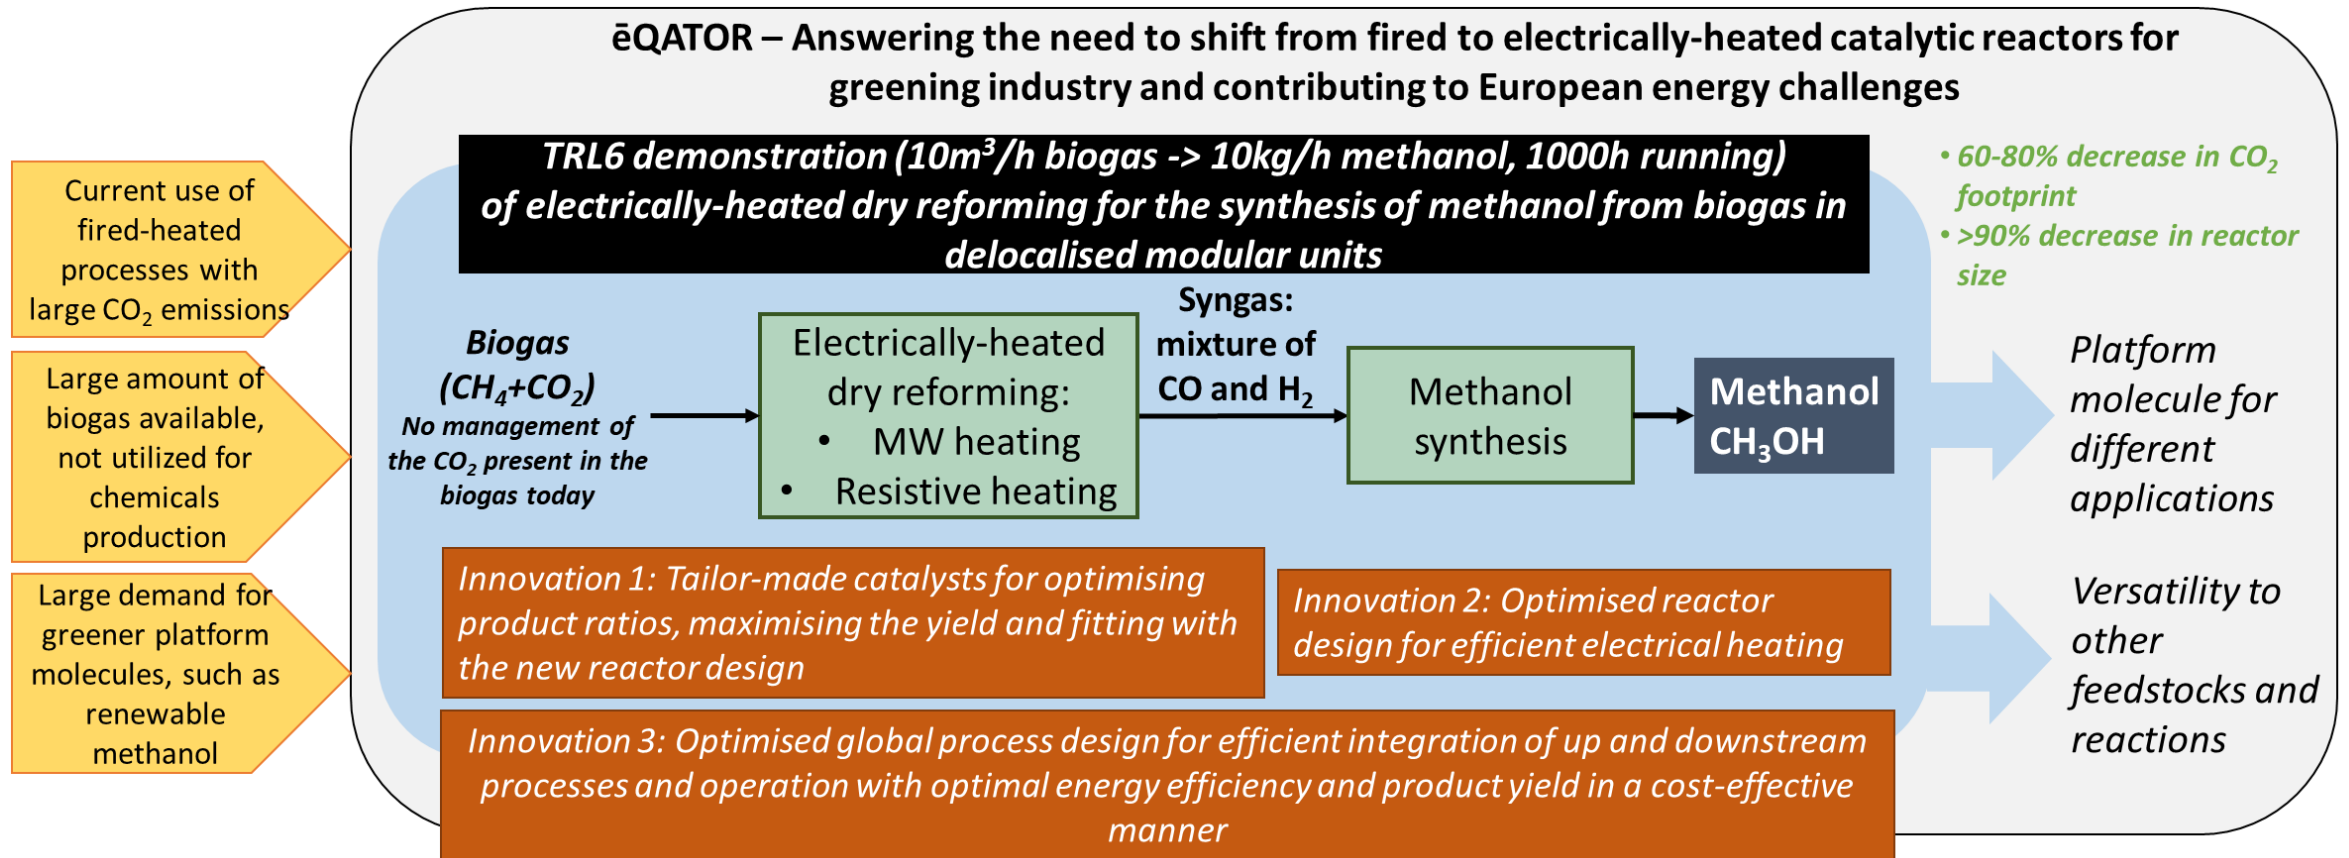 ēQATOR – Answering the need to shift from fired to electrically-heated catalytic reactors for
greening industry and contributing to European energy challenges
Current use of
fired-heated
processes with
large CO₂ emissions
Large amount of
biogas available,
not utilized for
chemicals
production
Large demand for
greener platform
molecules, such as
renewable
methanol
TRL6 demonstration (10m³/h biogas -> 10kg/h methanol, 1000h running)
of electrically-heated dry reforming for the synthesis of methanol from biogas in
delocalised modular units
Biogas
(CH₄+CO₂)
No management of
the CO₂ present in the
biogas today
Electrically-heated
dry reforming:
• MW heating
• Resistive heating
Syngas:
mixture of
CO and H₂
Methanol
synthesis
Methanol
CH₃OH
Innovation 1: Tailor-made catalysts for optimising
product ratios, maximising the yield and fitting with
the new reactor design
Innovation 2: Optimised reactor
design for efficient electrical heating
Innovation 3: Optimised global process design for efficient integration of up and downstream
processes and operation with optimal energy efficiency and product yield in a cost-effective
manner
• 60-80% decrease in CO₂
footprint
• >90% decrease in reactor
size
Platform
molecule for
different
applications
Versatility to
other
feedstocks and
reactions